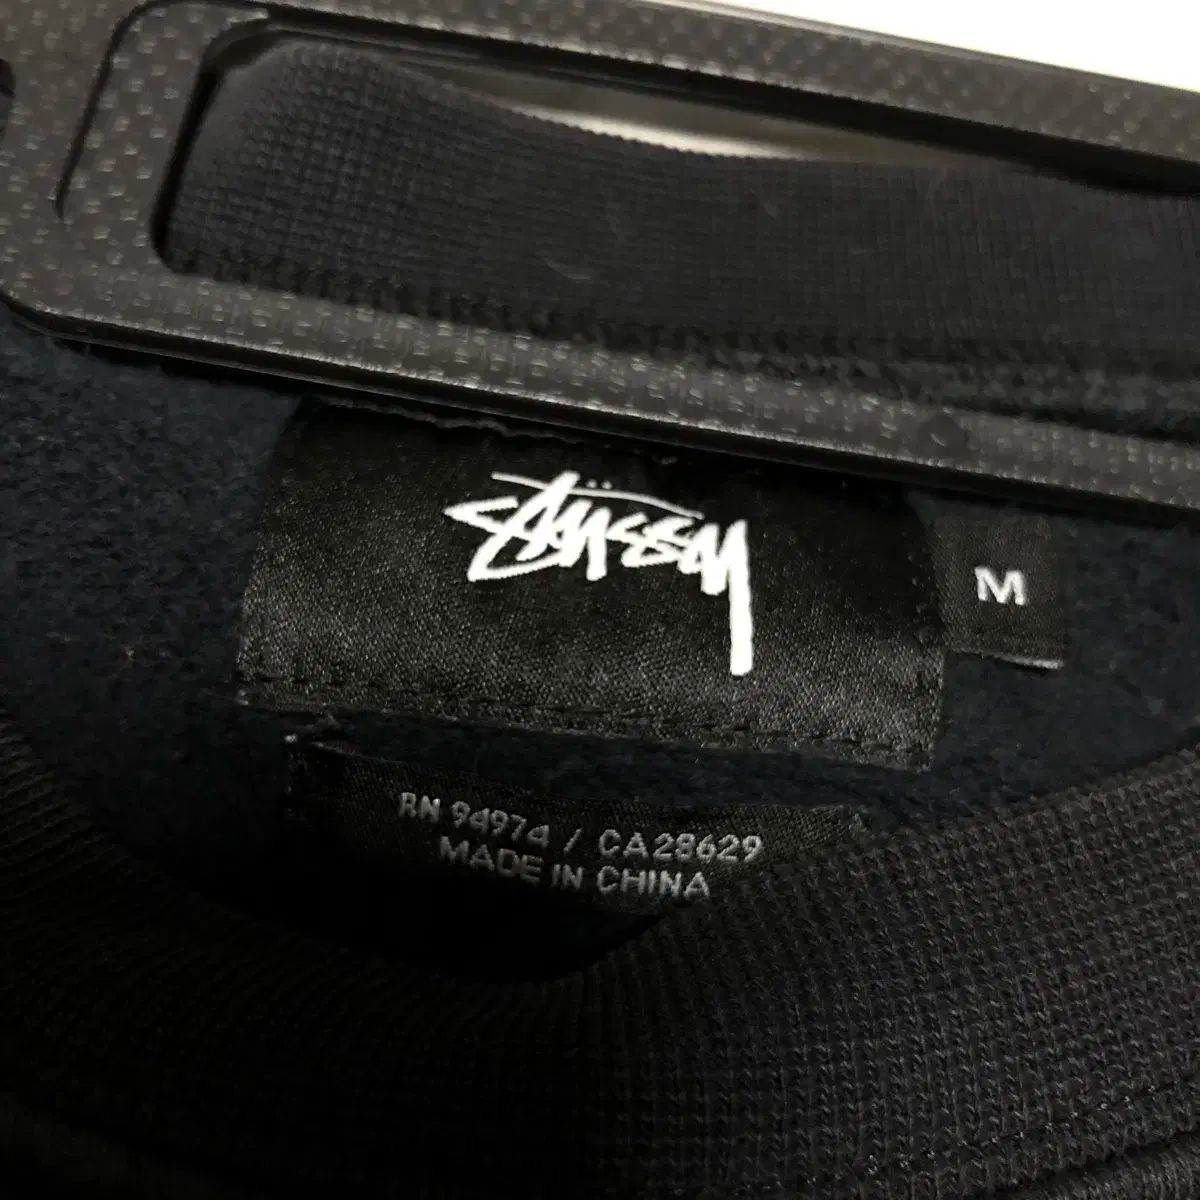 Stüssy
M
RN 94974 / CA28629
MADE IN CHINA